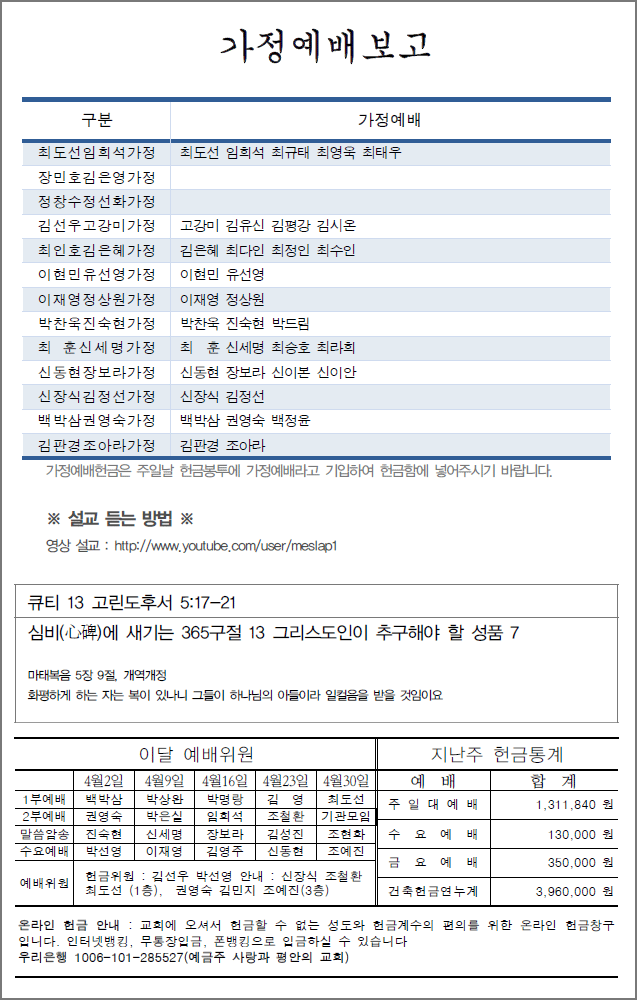 가정예배보고
구분 가정예배
최도선임희석가정 최도선 임희석 최규태 최영욱 최태우
장민호김은영가정
정창수정선화가정
김선우고강미가정 고강미 김유신 김평강 김시온
최인호김은혜가정 김은혜 최다인 최정인 최수인
이현민유선영가정 이현민 유선영
이재영정상원가정 이재영 정상원
박찬욱진숙현가정 박찬욱 진숙현 박드림
최 훈신세명가정 최 훈 신세명 최승호 최라희
신동현장보라가정 신동현 장보라 신이본 신이안
신장식김정선가정 신장식 김정선
백박삼권영숙가정 백박삼 권영숙 백정윤
김판경조아라가정 김판경 조아라
가정예배헌금은 주일날 헌금봉투에 가정예배라고 기입하여 헌금함에 넣어주시기 바랍니다.
※ 설교 듣는 방법 ※
영상 설교 : http://www.youtube.com/user/meslap1
큐티 13 고린도후서 5:17-21
심비(心碑)에 새기는 365구절 13 그리스도인이 추구해야 할 성품 7
마태복음 5장 9절, 개역개정
화평하게 하는 자는 복이 있나니 그들이 하나님의 아들이라 일컬음을 받을 것임이요
이달 예배위원
4월2일 4월9일 4월16일 4월23일 4월30일
1부예배 백박삼 박상완 박명랑 김 영 최도선
2부예배 권영숙 박은실 임희석 조철환 기관모임
말씀암송 진숙현 신세명 장보라 김성진 조현화
수요예배 박선영 이재영 김영주 신동현 조예진
예배위원 헌금위원 : 김선우 박선영 안내 : 신장식 조철환
최도선 (1층), 권영숙 김민지 조예진(3층)
지난주 헌금통계
예 배 합 계
주 일 대 예 배 1,311,840 원
수 요 예 배 130,000 원
금 요 예 배 350,000 원
건축헌금연누계 3,960,000 원
온라인 헌금 안내 : 교회에 오셔서 헌금할 수 없는 성도와 헌금계수의 편의를 위한 온라인 헌금창구
입니다. 인터넷뱅킹, 무통장입금, 폰뱅킹으로 입금하실 수 있습니다
우리은행 1006-101-285527(예금주 사랑과 평안의 교회)